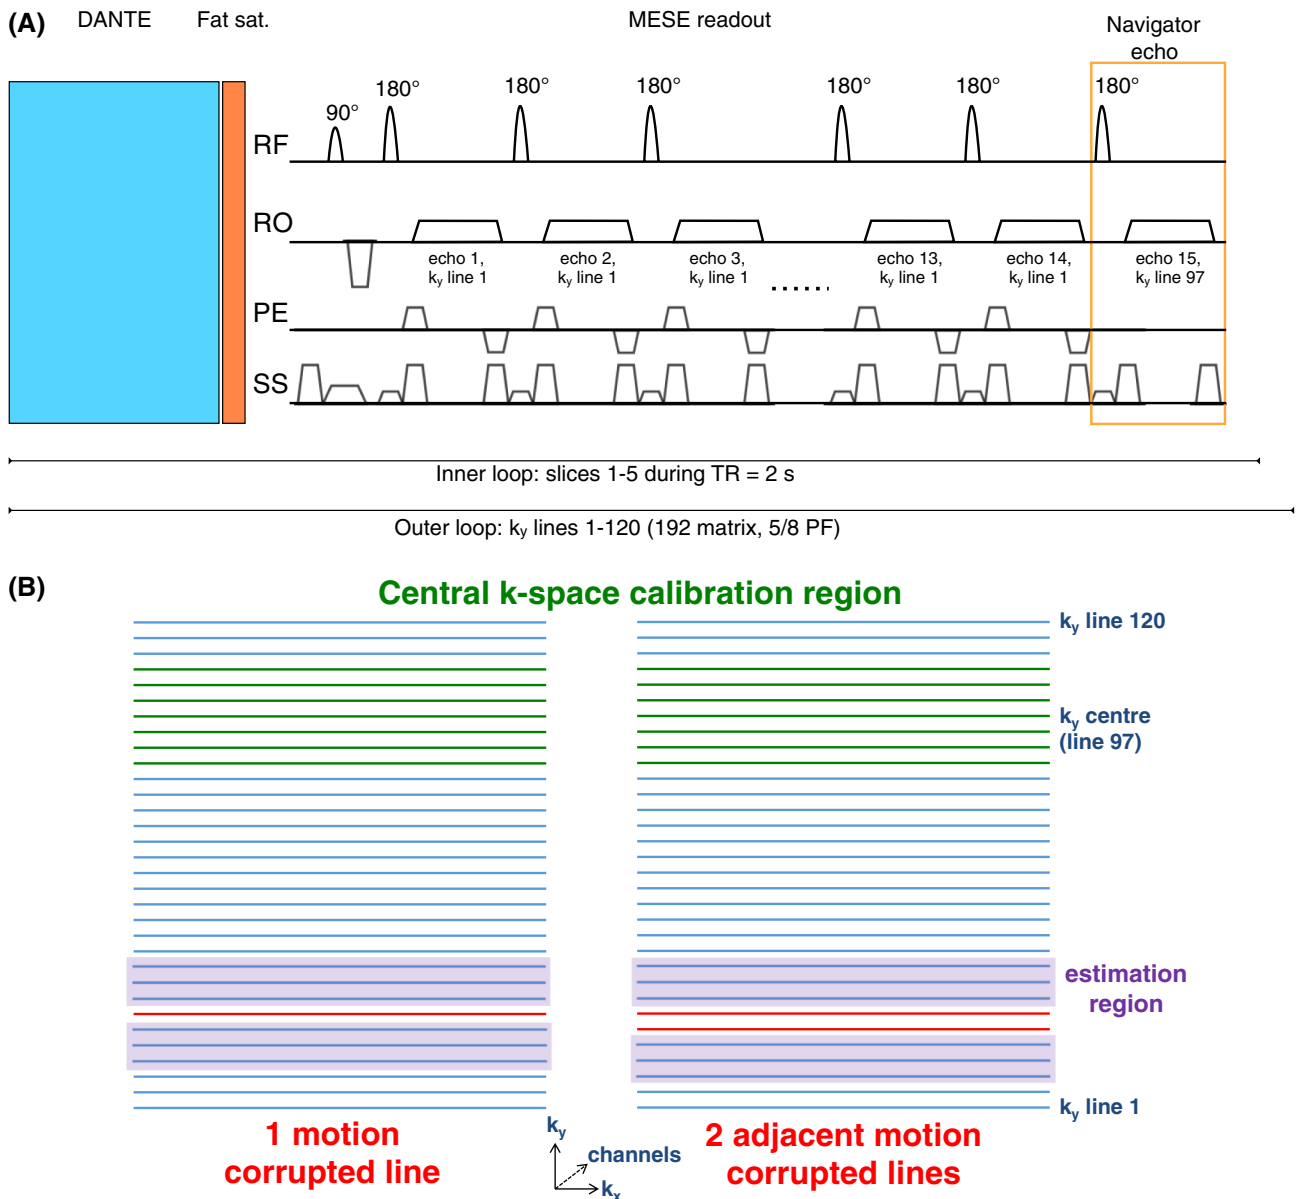 (A) DANTE Fat sat. MESE readout Navigator
echo
90° 180° 180° 180° 180° 180° 180°
RF
RO
echo 1, echo 2, echo 3, echo 13, echo 14, echo 15,
ky line 1 ky line 1 ky line 1 ky line 1 ky line 1 ky line 97
.......
PE
SS
Inner loop: slices 1-5 during TR = 2 s
Outer loop: ky lines 1-120 (192 matrix, 5/8 PF)
(B)
Central k-space calibration region
ky line 120
ky centre
(line 97)
estimation
region
ky line 1
1 motion
corrupted line
2 adjacent motion
corrupted lines
ky
channels
kx